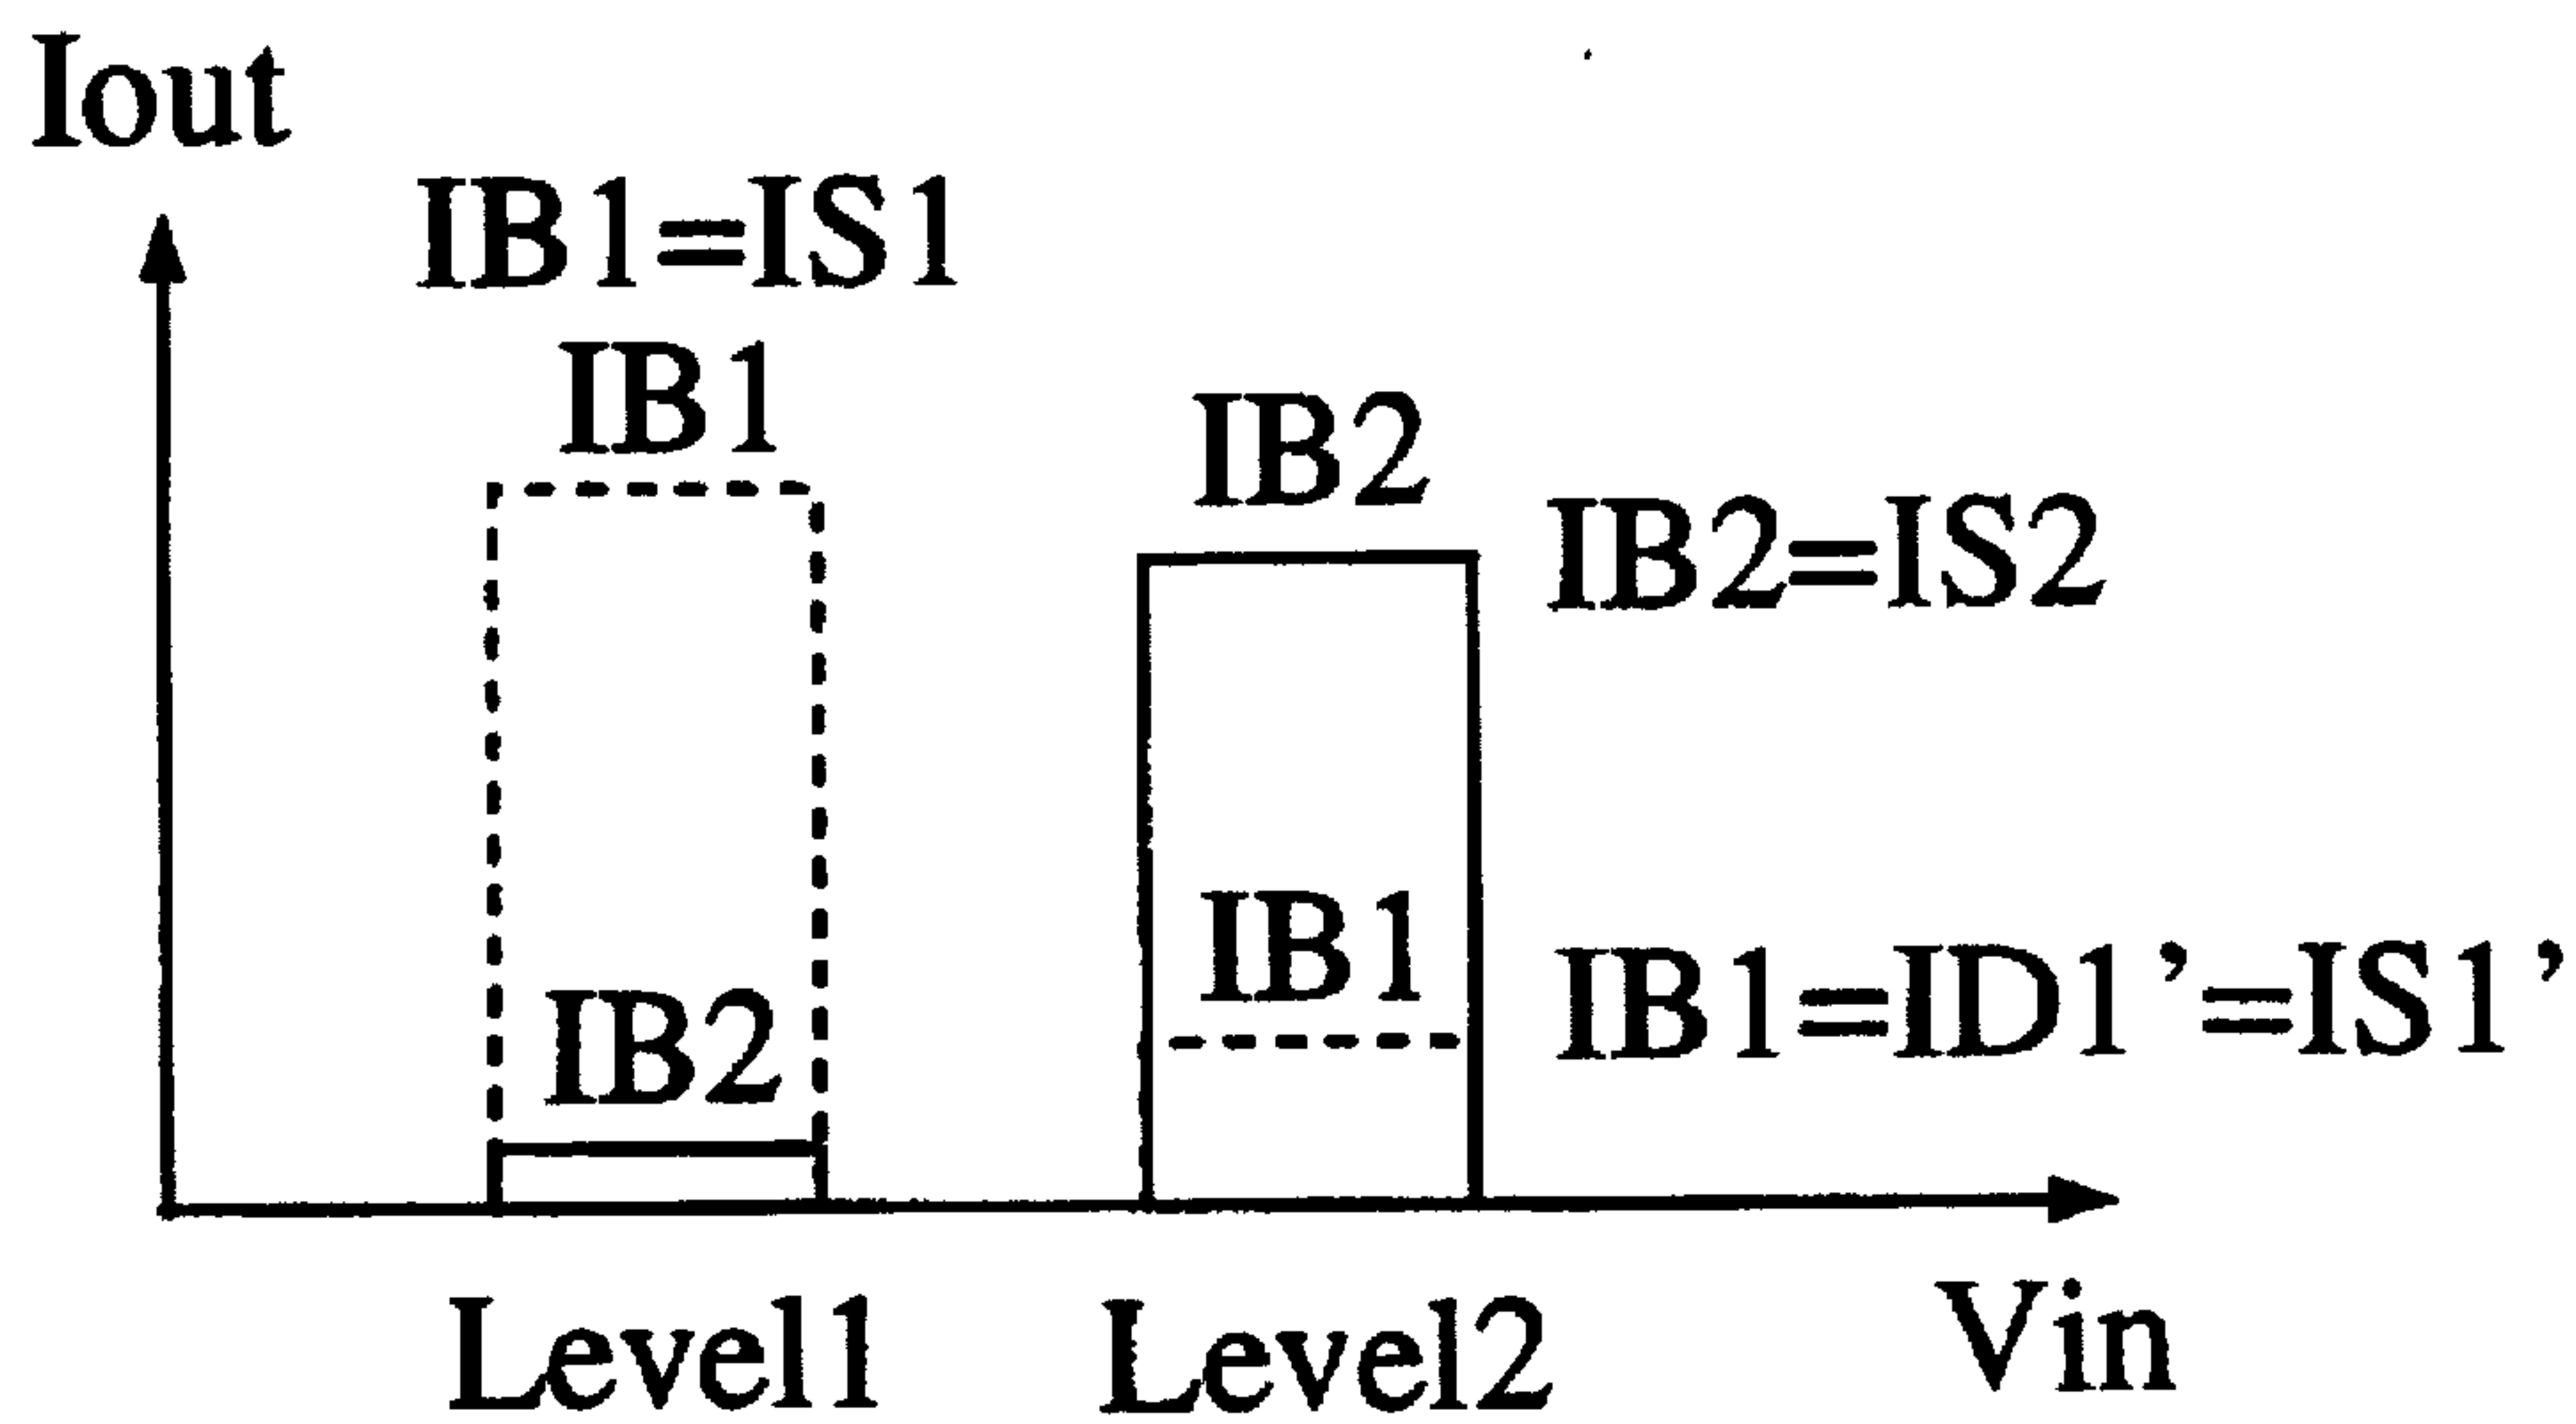 Iout
IB1=IS1
IB1
IB2
IB2=IS2
IB1
IB2
IB1=ID1’=IS1’
Level1
Level2
Vin